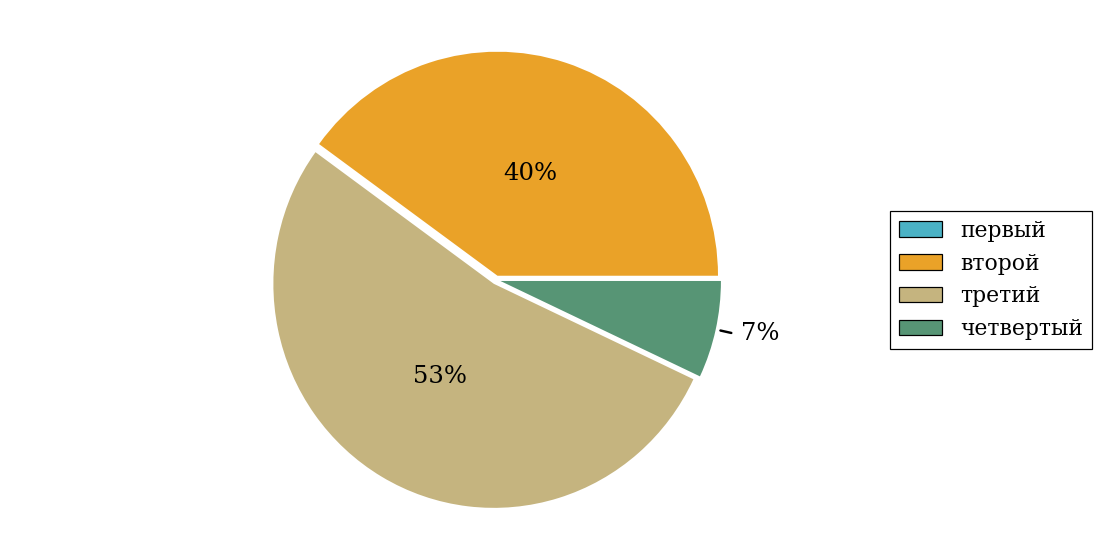 40%
53%
7%
первый
второй
третий
четвертый